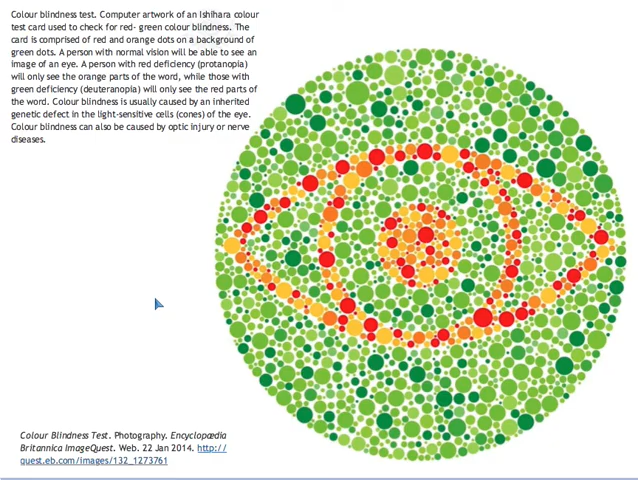 Colour blindness test. Computer artwork of an Ishihara colour
test card used to check for red- green colour blindness. The
card is comprised of red and orange dots on a background of
green dots. A person with normal vision will be able to see an
image of an eye. A person with red deficiency (protanopia)
will only see the orange parts of the word, while those with
green deficiency (deuteranopia) will only see the red parts of
the word. Colour blindness is usually caused by an inherited
genetic defect in the light-sensitive cells (cones) of the eye.
Colour blindness can also be caused by optic injury or nerve
diseases.
Colour Blindness Test. Photography. Encyclopædia
Britannica ImageQuest. Web. 22 Jan 2014. http://
quest.eb.com/images/132_1273761